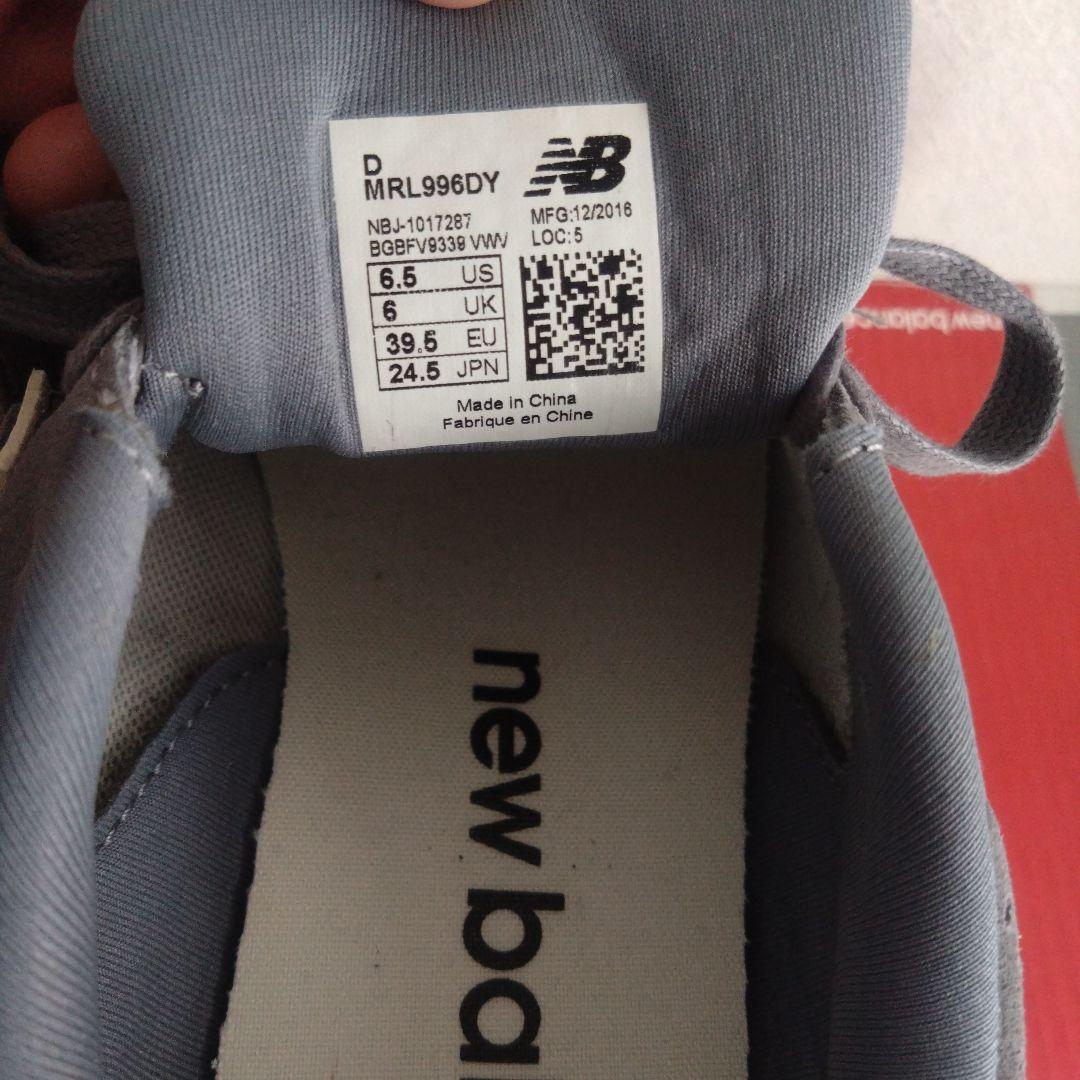 D
MRL996DY
NB
NBJ-1017287
BGBFV9339 VWV
MFG:12/2016
LOC:5
6.5 US
6 UK
39.5 EU
24.5 JPN
Made in China
Fabrique en Chine
new balance
new ba